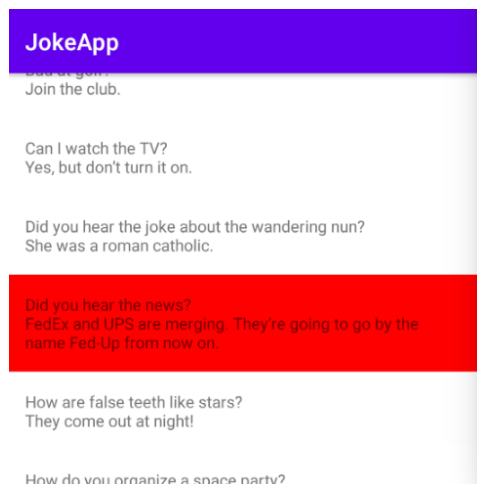 JokeApp
Bad at golf?
Join the club.
Can I watch the TV?
Yes, but don't turn it on.
Did you hear the joke about the wandering nun?
She was a roman catholic.
Did you hear the news?
FedEx and UPS are merging. They're going to go by the
name Fed-Up from now on.
How are false teeth like stars?
They come out at night!
How do you organize a space party?